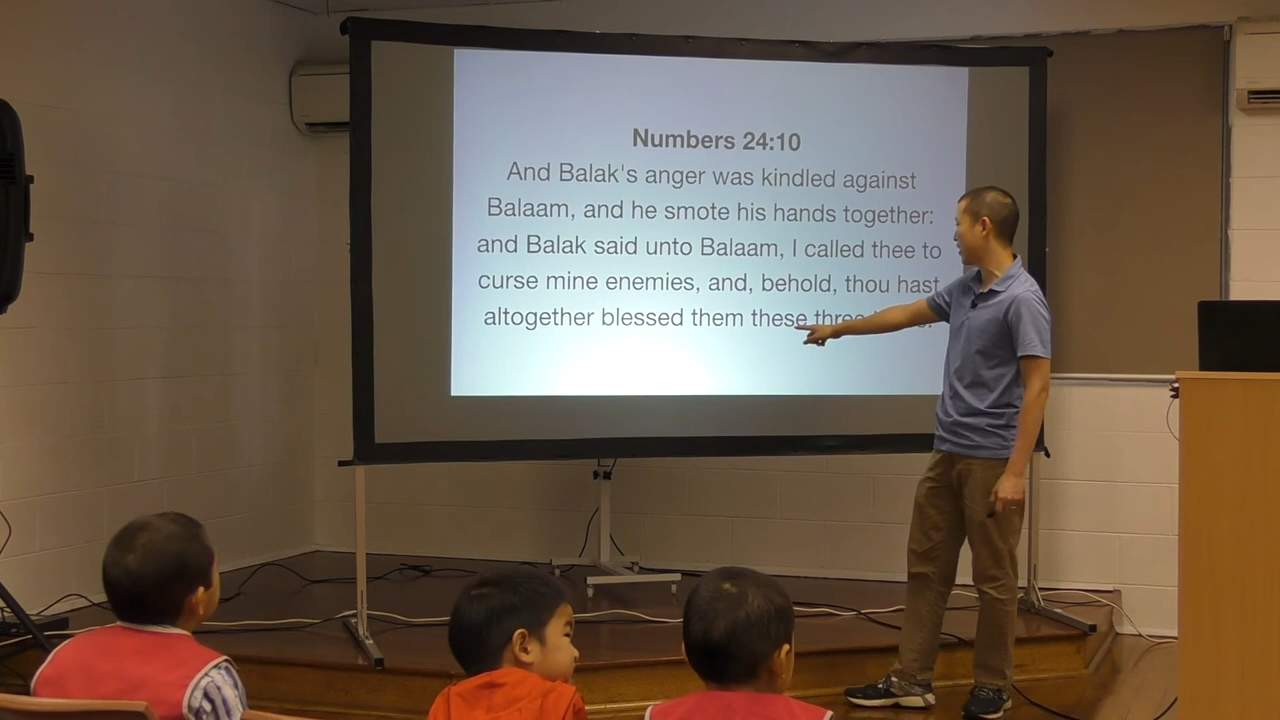 Numbers 24:10
And Balak's anger was kindled against
Balaam, and he smote his hands together:
and Balak said unto Balaam, I called thee to
curse mine enemies, and, behold, thou hast
altogether blessed them these three